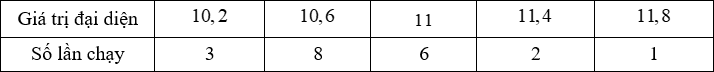 Giá trị đại diện 10,2 10,6 11 11,4 11,8
Số lần chạy 3 8 6 2 1